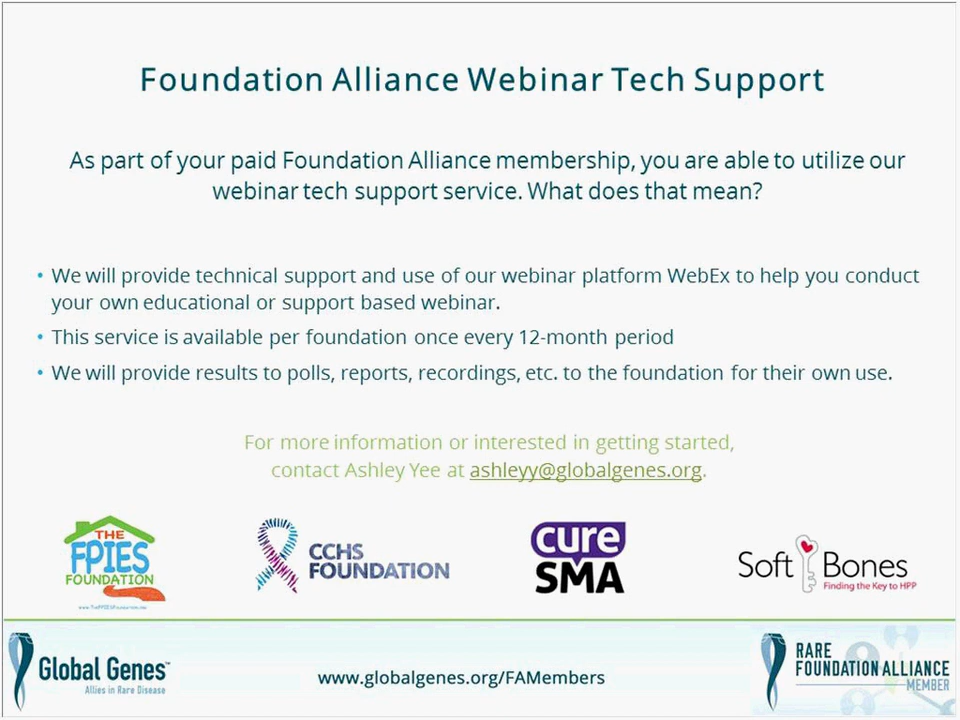 Foundation Alliance Webinar Tech Support
As part of your paid Foundation Alliance membership, you are able to utilize our
webinar tech support service. What does that mean?
• We will provide technical support and use of our webinar platform WebEx to help you conduct
your own educational or support based webinar.
• This service is available per foundation once every 12-month period
• We will provide results to polls, reports, recordings, etc. to the foundation for their own use.
For more information or interested in getting started,
contact Ashley Yee at ashleyy@globalgenes.org.
THE
FPIES
FOUNDATION
CCHS
FOUNDATION
cure
SMA
Soft Bones
Finding the Key to HPP
Global Genes™
Allies in Rare Disease
www.globalgenes.org/FAMembers
RARE
FOUNDATION ALLIANCE
MEMBER